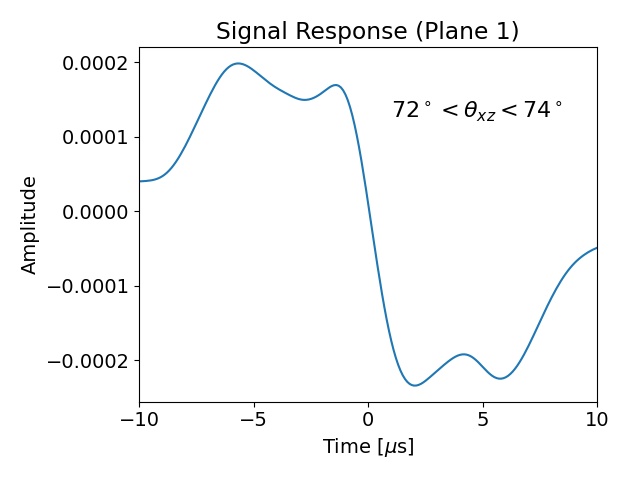 Signal Response (Plane 1)
0.0002
0.0001
0.0000
−0.0001
−0.0002
Amplitude
72° < θxz < 74°
−10 −5 0 5 10
Time [μs]